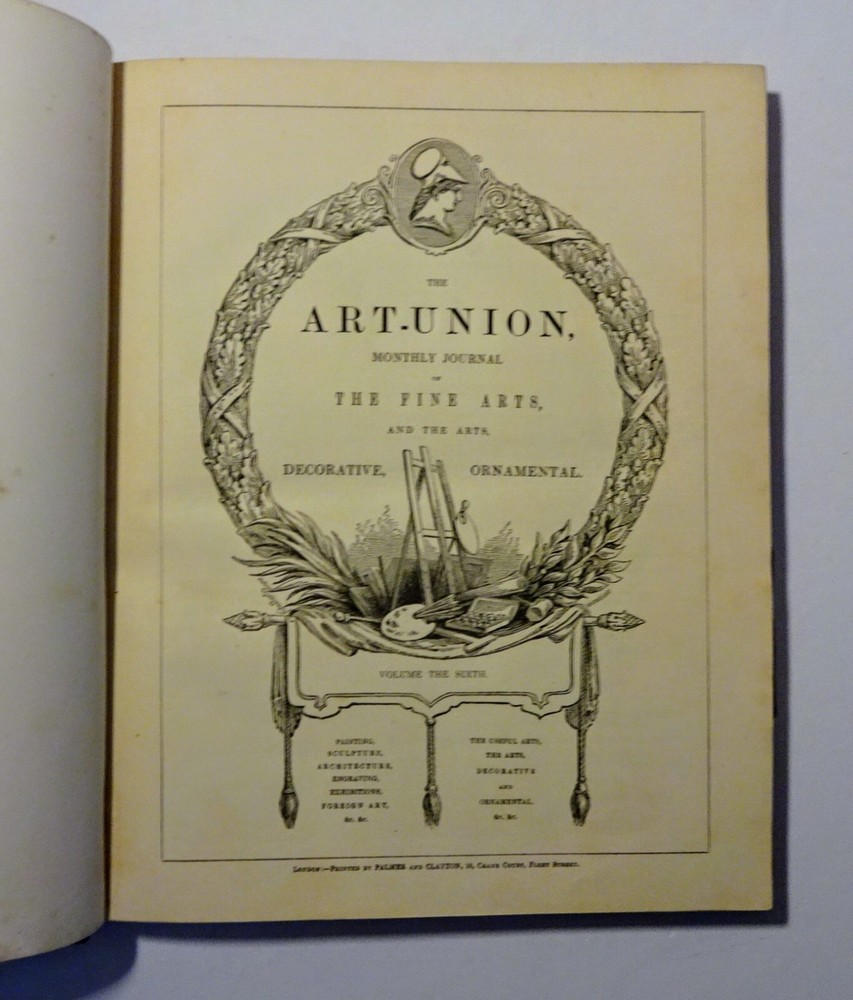 THE
ART-UNION,
MONTHLY JOURNAL
OF
THE FINE ARTS,
AND THE ARTS,
DECORATIVE, ORNAMENTAL.
VOLUME THE SIXTH.
PAINTING,
SCULPTURE,
ARCHITECTURE,
ENGRAVING,
EXHIBITIONS,
FOREIGN ART,
&c. &c.
THE USEFUL ARTS,
THE ARTS,
DECORATIVE
AND
ORNAMENTAL,
&c. &c.
LONDON:—PRINTED BY PALMER AND CLAYTON, 10, CRANE COURT, FLEET STREET.